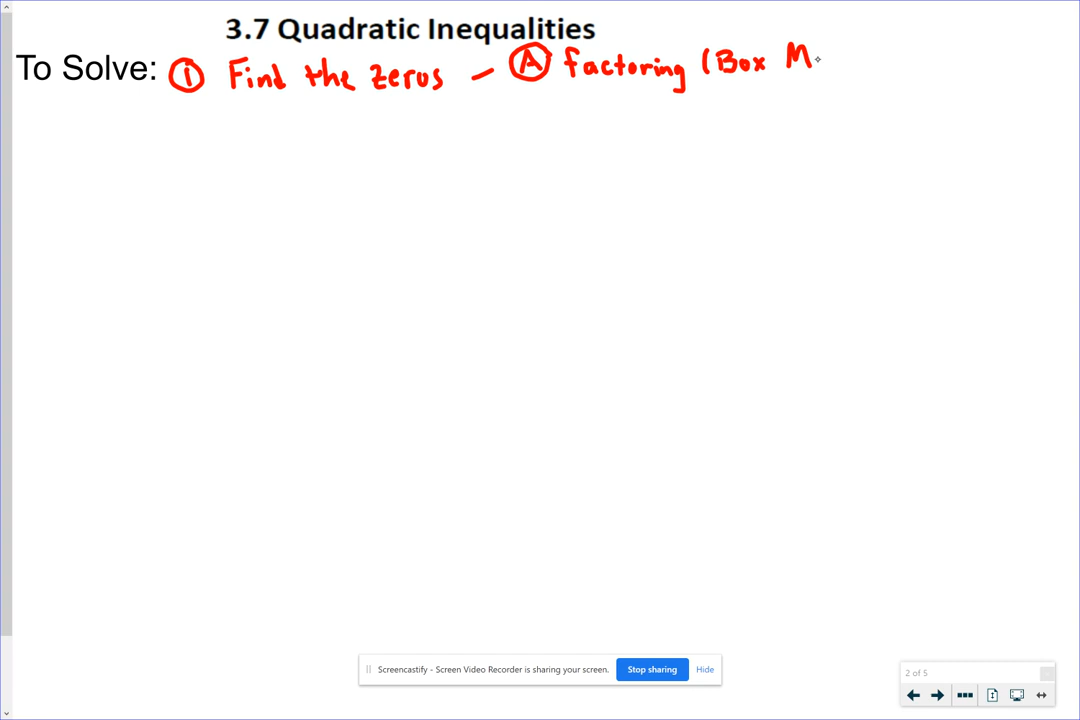 3.7 Quadratic Inequalities
To Solve: ① Find the zeros - Ⓐ factoring (Box M
Screencastify - Screen Video Recorder is sharing your screen. Stop sharing Hide
2 of 5